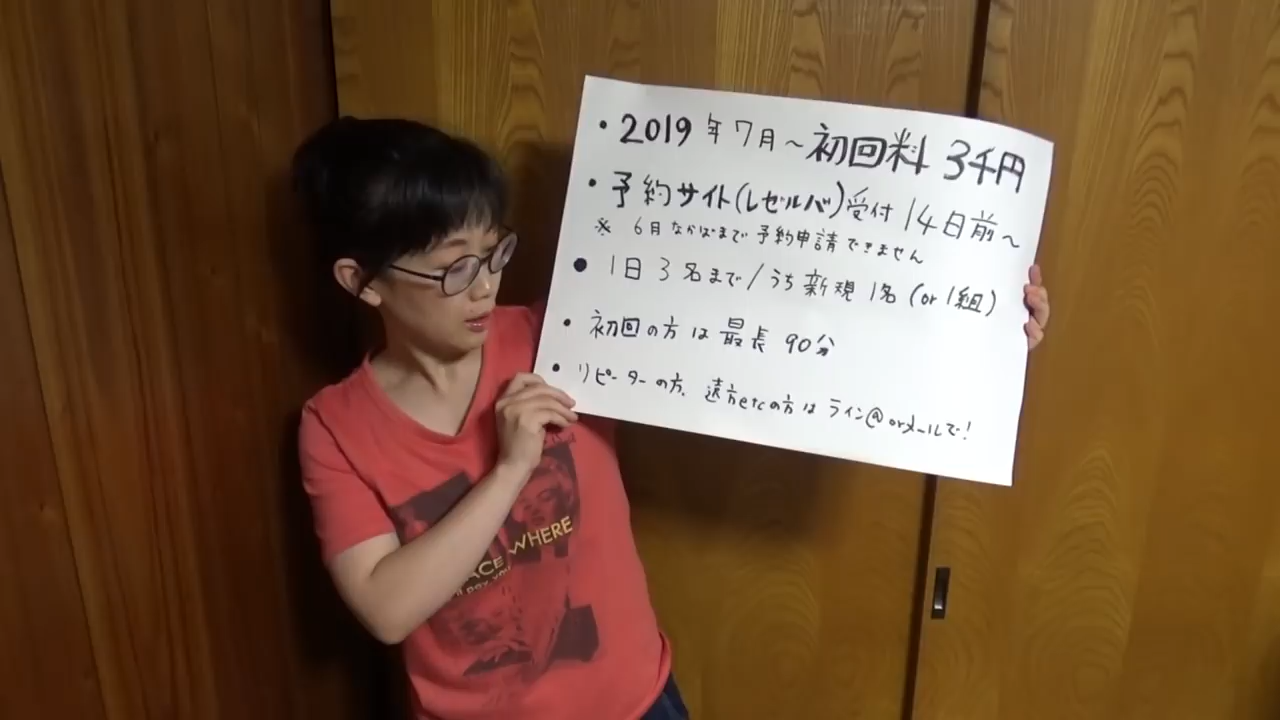 ・2019年7月～初回料 3千円
・予約サイト(レゼルバ)受付 14日前～
※ 6月なかばまで予約申請できません
● 1日3名まで/うち新規1名(or 1組)
・初回の方は最長90分
・リピーターの方、遠方etcの方はライン@orメールで!
ACE WHERE